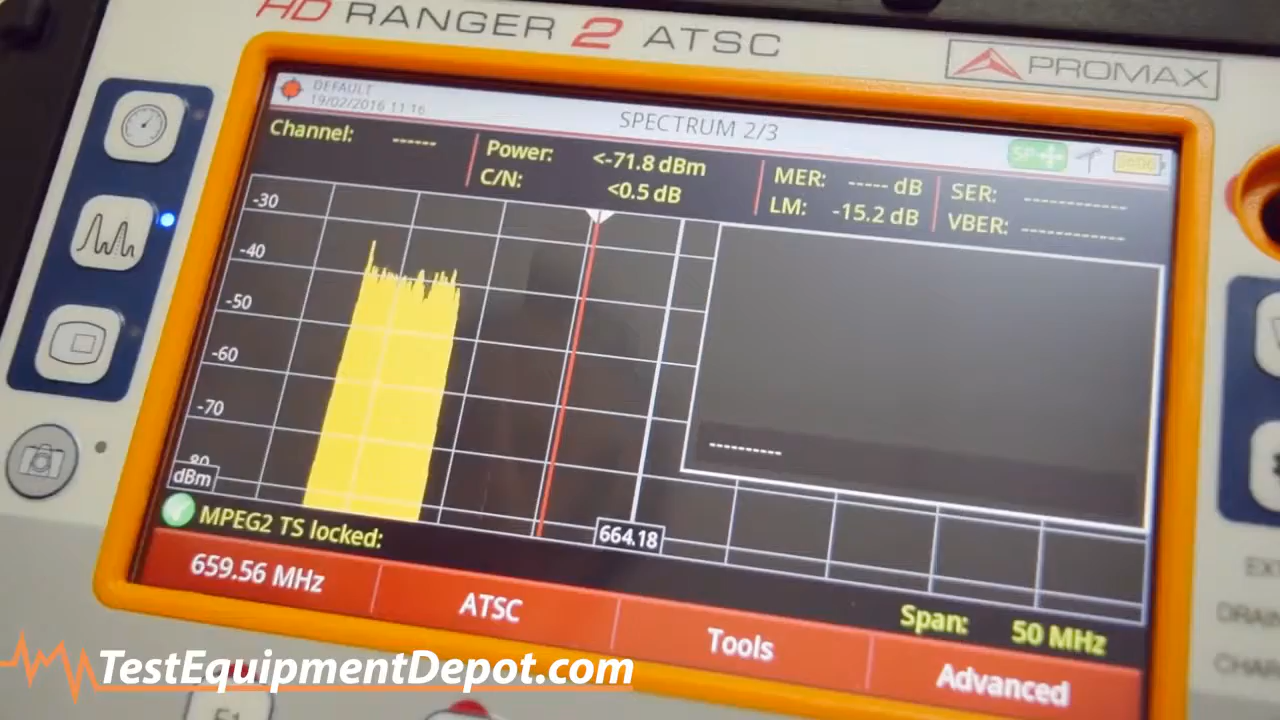 HD RANGER 2 ATSC
PROMAX
DEFAULT
19/02/2016 11:16
SPECTRUM 2/3
Channel: ------
Power: <-71.8 dBm
C/N: <0.5 dB
MER: ----- dB
LM: -15.2 dB
SER: ------------
VBER: ------------
-30
-40
-50
-60
-70
dBm
----------
664.18
MPEG2 TS locked:
Span: 50 MHz
659.56 MHz
ATSC
Tools
Advanced
TestEquipmentDepot.com
F1